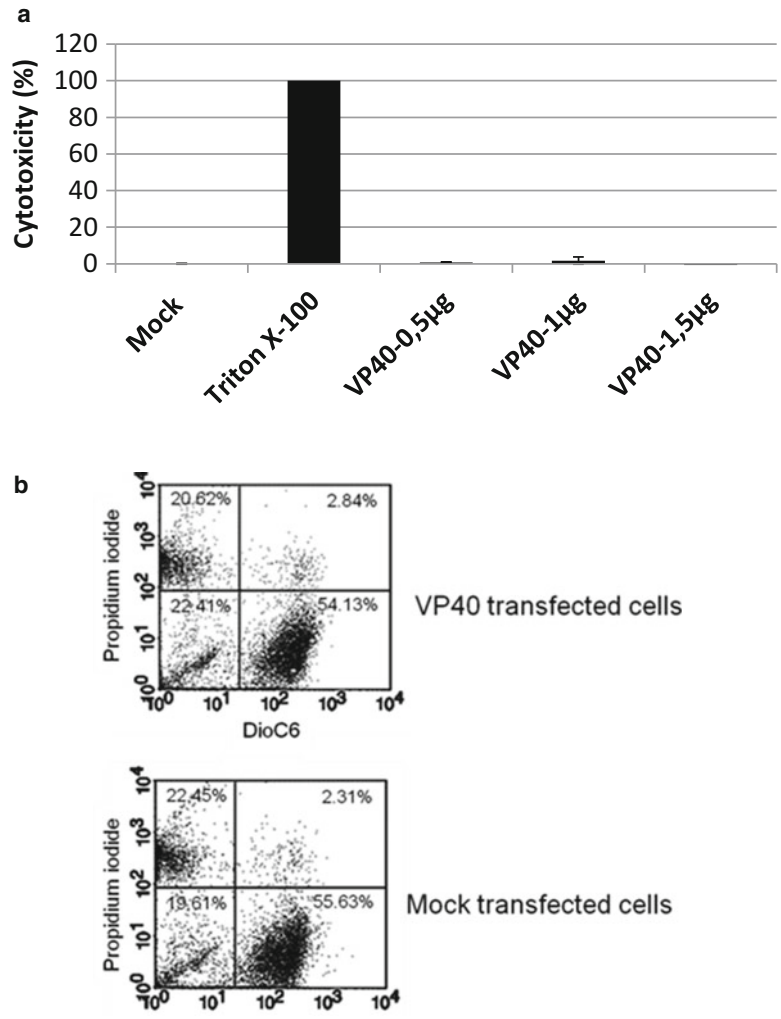 a
Cytotoxicity (%)
120
100
80
60
40
20
0
Mock
Triton X-100
VP40-0,5µg
VP40-1µg
VP40-1,5µg
b
Propidium iodide
10⁴
10³
10²
10¹
10⁰
20.62%
2.84%
22.41%
54.13%
10⁰ 10¹ 10² 10³ 10⁴
DioC6
VP40 transfected cells
Propidium iodide
10⁴
10³
10²
10¹
10⁰
22.45%
2.31%
19.61%
55.63%
10⁰ 10¹ 10² 10³ 10⁴
Mock transfected cells